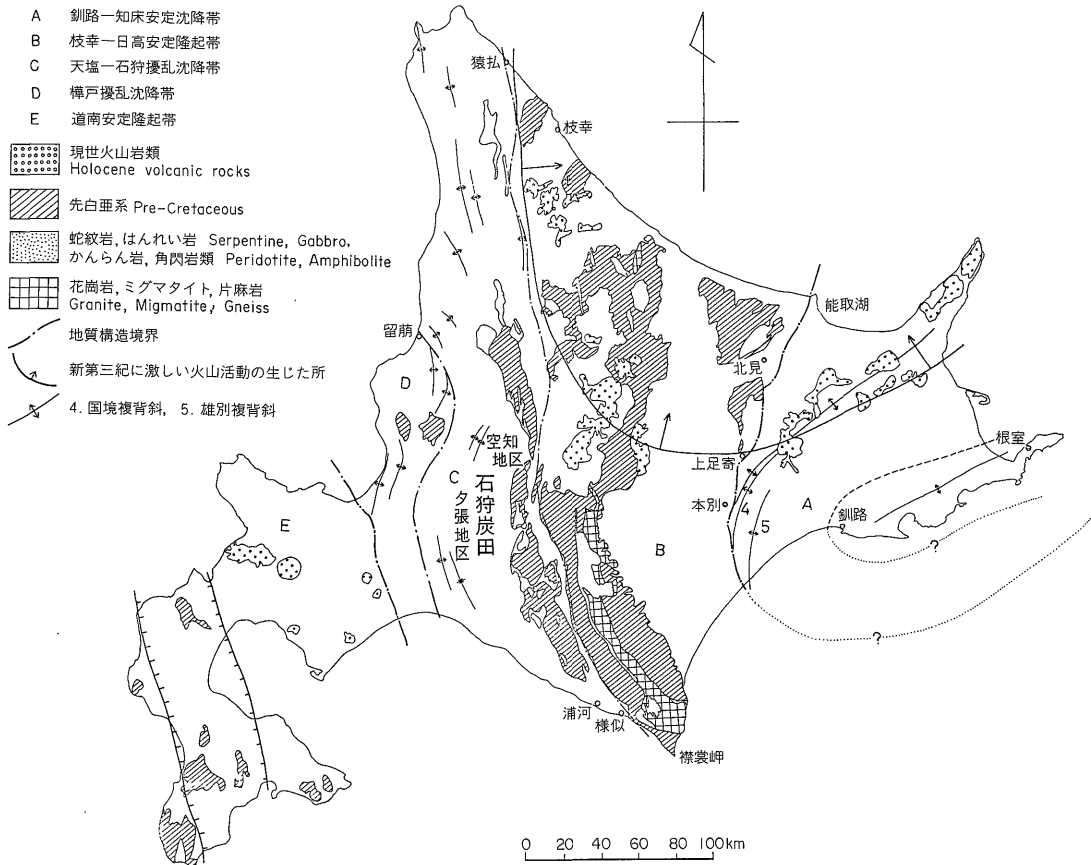 A 釧路一知床安定沈降帯
B 枝幸一日高安定隆起帯
C 天塩一石狩擾乱沈降帯
D 樺戸擾乱沈降帯
E 道南安定隆起帯
現世火山岩類
Holocene volcanic rocks
先白亜系 Pre-Cretaceous
蛇紋岩,はんれい岩 Serpentine, Gabbro,
かんらん岩,角閃岩類 Peridotite, Amphibolite
花崗岩,ミグマタイト,片麻岩
Granite, Migmatite, Gneiss
地質構造境界
新第三紀に激しい火山活動の生じた所
4. 国境複背斜, 5. 雄別複背斜
猿払
枝幸
能取湖
留萌
北見
D
空知
地区
上足寄
根室
C
石狩炭田
夕張地区
本別
4
5
A
釧路
E
B
?
?
浦河
様似
襟裳岬
0 20 40 60 80 100km